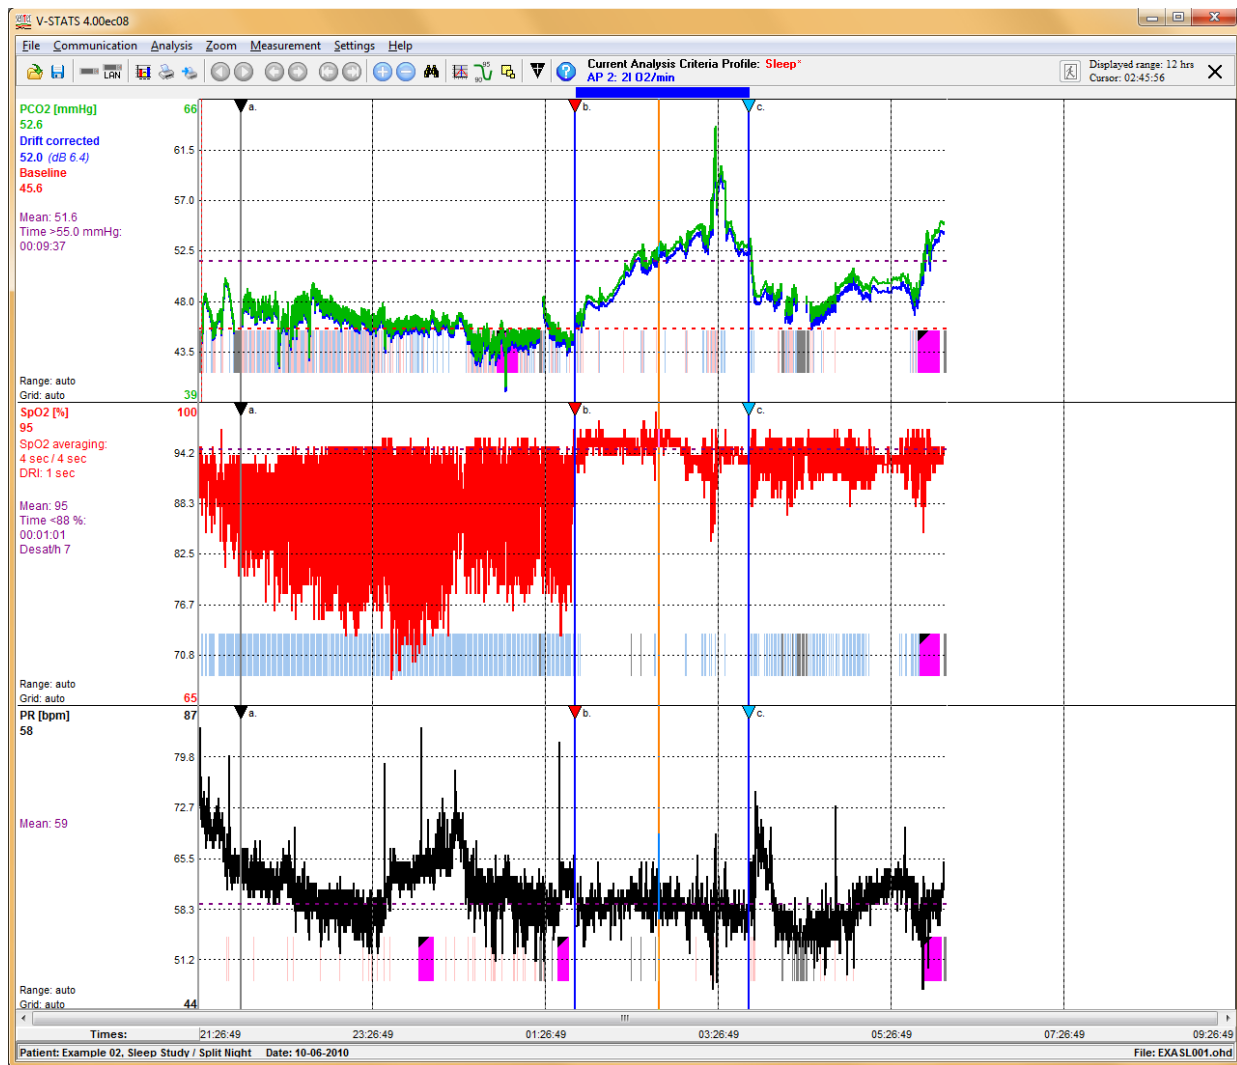 V-STATS 4.00ec08
File Communication Analysis Zoom Measurement Settings Help
LAN
95
90
Current Analysis Criteria Profile: Sleep*
AP 2: 2l O2/min
Displayed range: 12 hrs
Cursor: 02:45:56
PCO2 [mmHg]
52.6
Drift corrected
52.0 (dB 6.4)
Baseline
45.6
Mean: 51.6
Time >55.0 mmHg:
00:09:37
Range: auto
Grid: auto
66
61.5
57.0
52.5
48.0
43.5
39
a.
b.
c.
SpO2 [%]
95
SpO2 averaging:
4 sec / 4 sec
DRI: 1 sec
Mean: 95
Time <88 %:
00:01:01
Desat/h 7
Range: auto
Grid: auto
100
94.2
88.3
82.5
76.7
70.8
65
a.
b.
c.
PR [bpm]
58
Mean: 59
Range: auto
Grid: auto
87
79.8
72.7
65.5
58.3
51.2
44
a.
b.
c.
Times: 21:26:49 23:26:49 01:26:49 03:26:49 05:26:49 07:26:49 09:26:49
Patient: Example 02, Sleep Study / Split Night Date: 10-06-2010 File: EXASL001.ohd